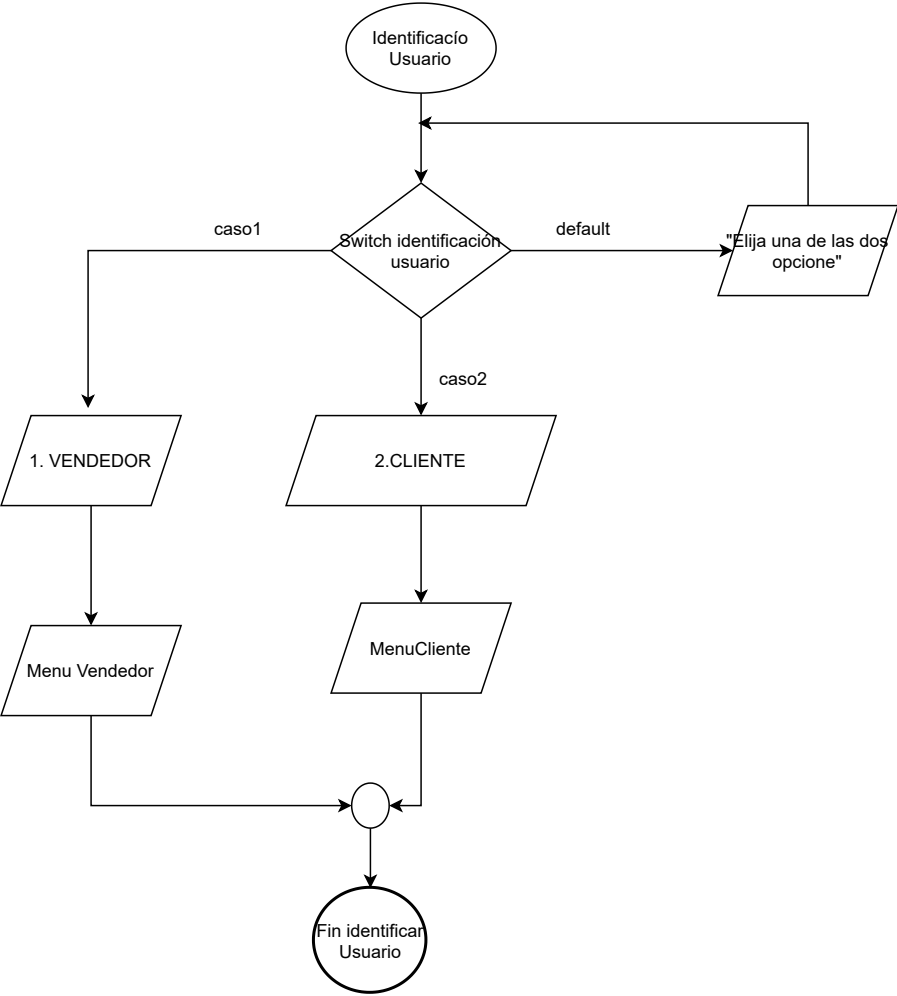 Identificacío
Usuario
caso1
Switch identificación
usuario
default
"Elija una de las dos
opcione"
caso2
1. VENDEDOR
2.CLIENTE
Menu Vendedor
MenuCliente
Fin identificar
Usuario